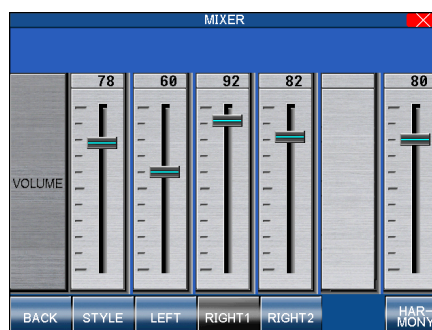 MIXER
78 60 92 82 80
VOLUME
BACK STYLE LEFT RIGHT1 RIGHT2 HAR-
MONY